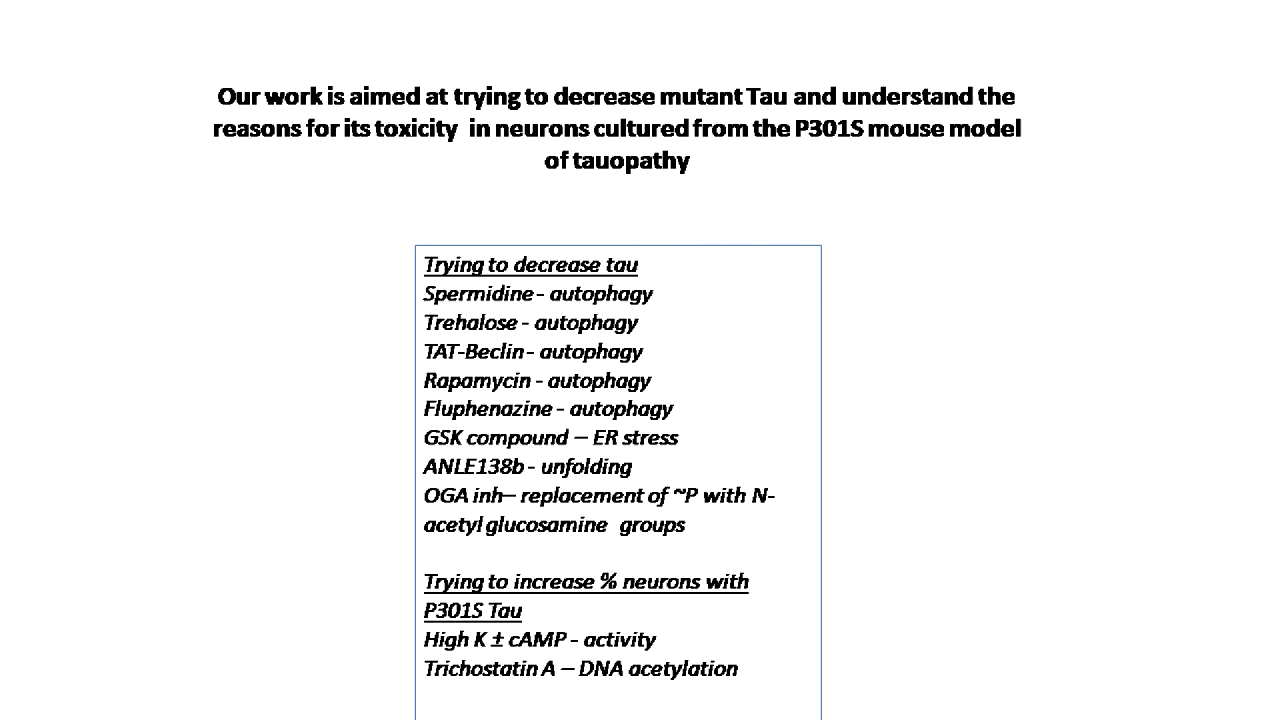 Our work is aimed at trying to decrease mutant Tau and understand the
reasons for its toxicity in neurons cultured from the P301S mouse model
of tauopathy
Trying to decrease tau
Spermidine - autophagy
Trehalose - autophagy
TAT-Beclin - autophagy
Rapamycin - autophagy
Fluphenazine - autophagy
GSK compound – ER stress
ANLE138b - unfolding
OGA inh– replacement of ~P with N-
acetyl glucosamine groups
Trying to increase % neurons with
P301S Tau
High K ± cAMP - activity
Trichostatin A – DNA acetylation